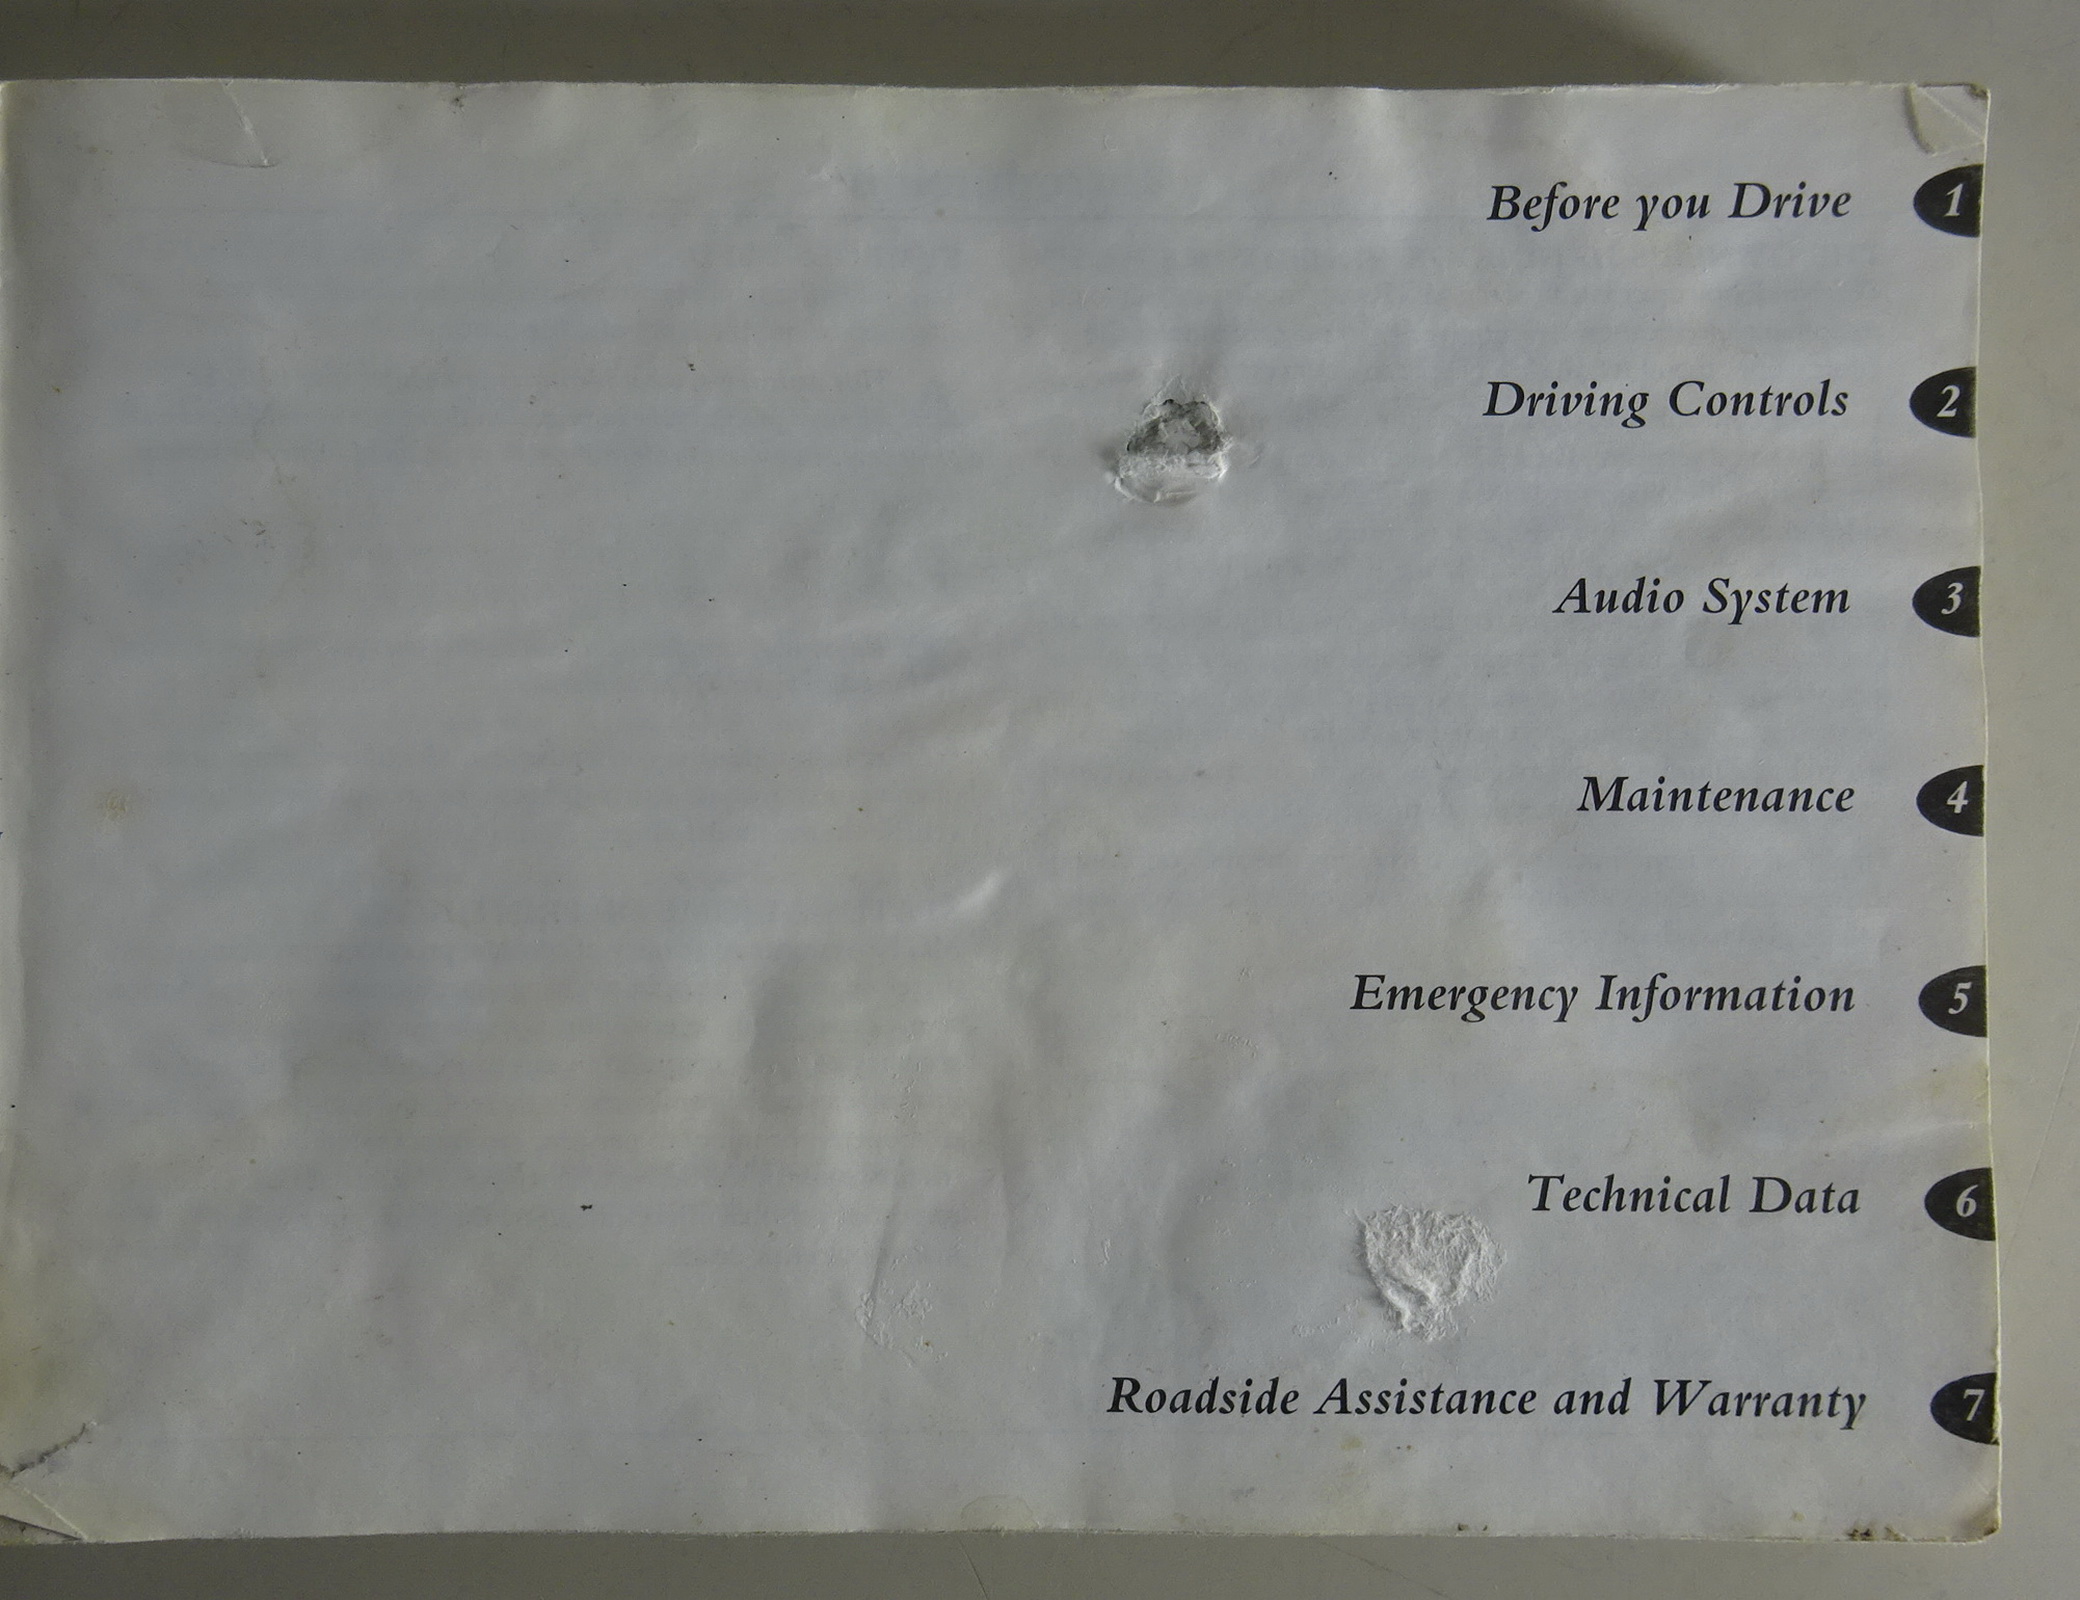 Before you Drive 1
Driving Controls 2
Audio System 3
Maintenance 4
Emergency Information 5
Technical Data 6
Roadside Assistance and Warranty 7